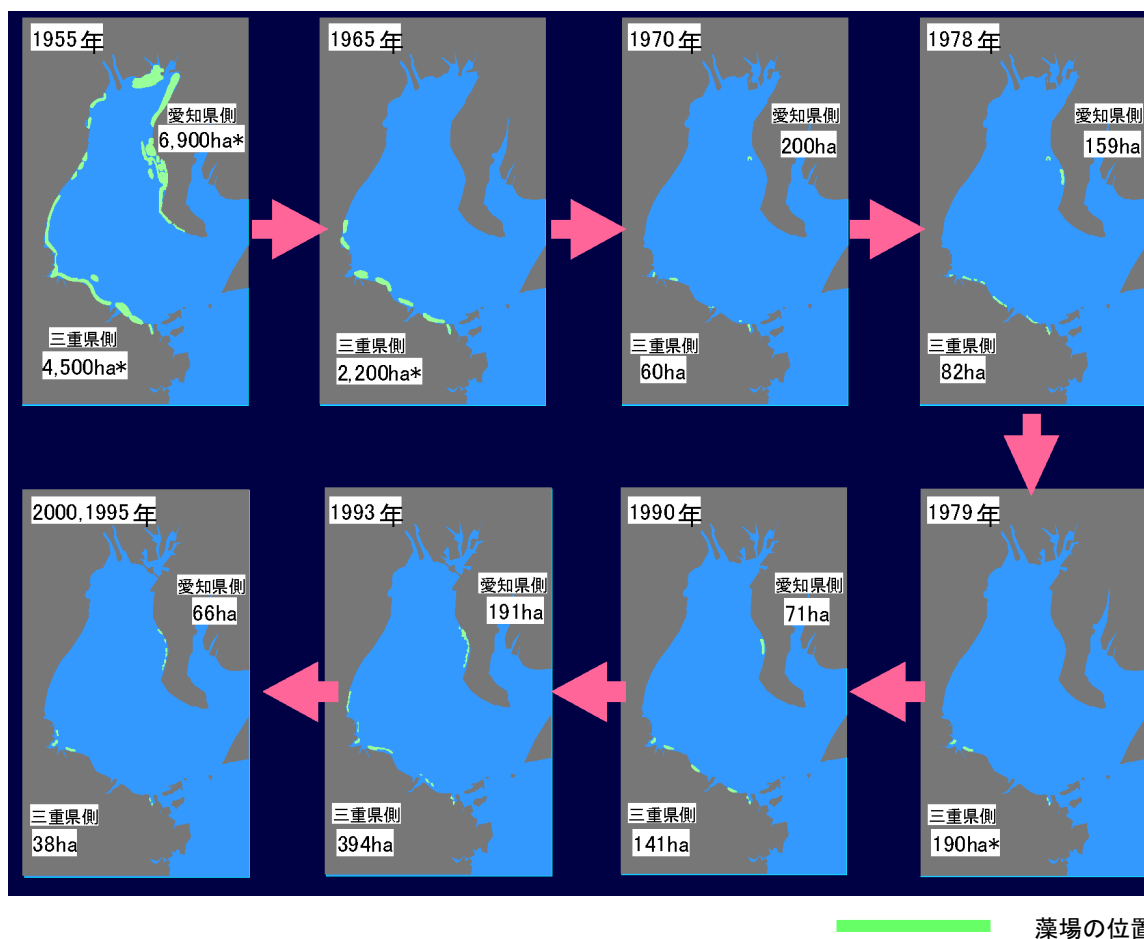 1955年
愛知県側
6,900ha*
三重県側
4,500ha*
1965年
三重県側
2,200ha*
1970年
愛知県側
200ha
三重県側
60ha
1978年
愛知県側
159ha
三重県側
82ha
1979年
三重県側
190ha*
1990年
愛知県側
71ha
三重県側
141ha
1993年
愛知県側
191ha
三重県側
394ha
2000,1995年
愛知県側
66ha
三重県側
38ha
藻場の位置